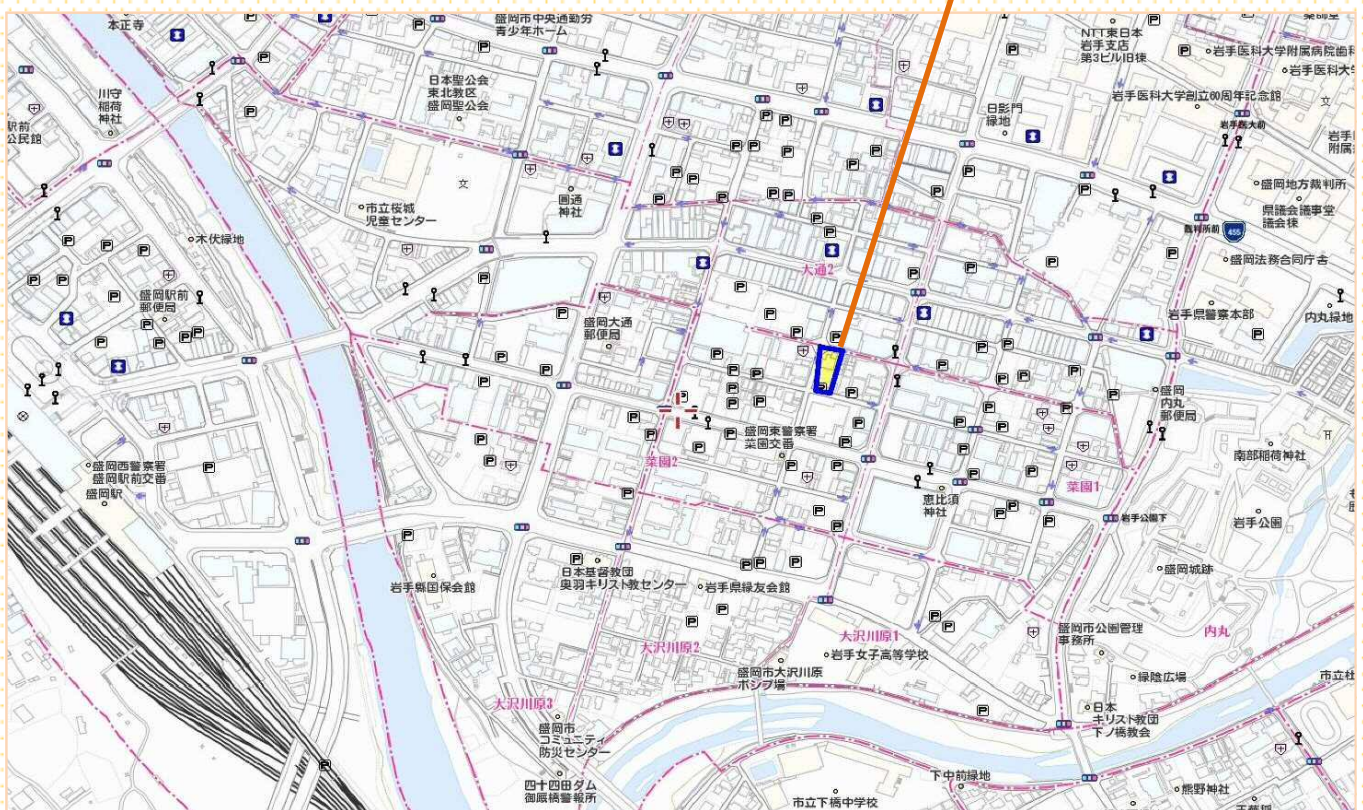 本正寺
盛岡市中央通勤労
青少年ホーム
NTT東日本
岩手支店
第3ビル旧棟
岩手医科大学附属病院歯科
岩手医科大学
川守
稲荷
神社
日本聖公会
東北教区
盛岡聖公会
日影門
緑地
岩手医科大学創立60周年記念館
岩手医大前
駅前
公民館
市立桜城
児童センター
圓通
神社
盛岡地方裁判所
県議会議事堂
議会棟
裁判所前
455
盛岡法務合同庁舎
木伏緑地
大通2
盛岡駅前
郵便局
盛岡大通
郵便局
岩手県警察本部
内丸緑地
盛岡
内丸
郵便局
盛岡東警察署
菜園交番
菜園2
南部稲荷神社
盛岡西警察署
盛岡駅前交番
盛岡駅
恵比須
神社
菜園1
岩手公園下
岩手公園
日本基督教団
奥羽キリスト教センター
岩手縣国保会館
岩手県緑友会館
盛岡城跡
大沢川原1
大沢川原2
岩手女子高等学校
盛岡市公園管理
事務所
内丸
盛岡市大沢川原
ポンプ場
緑陰広場
大沢川原3
日本
キリスト教団
下ノ橋教会
盛岡市
コミュニティ
防災センター
四十四田ダム
御厩橋警報所
下中前緑地
市立下橋中学校
熊野神社